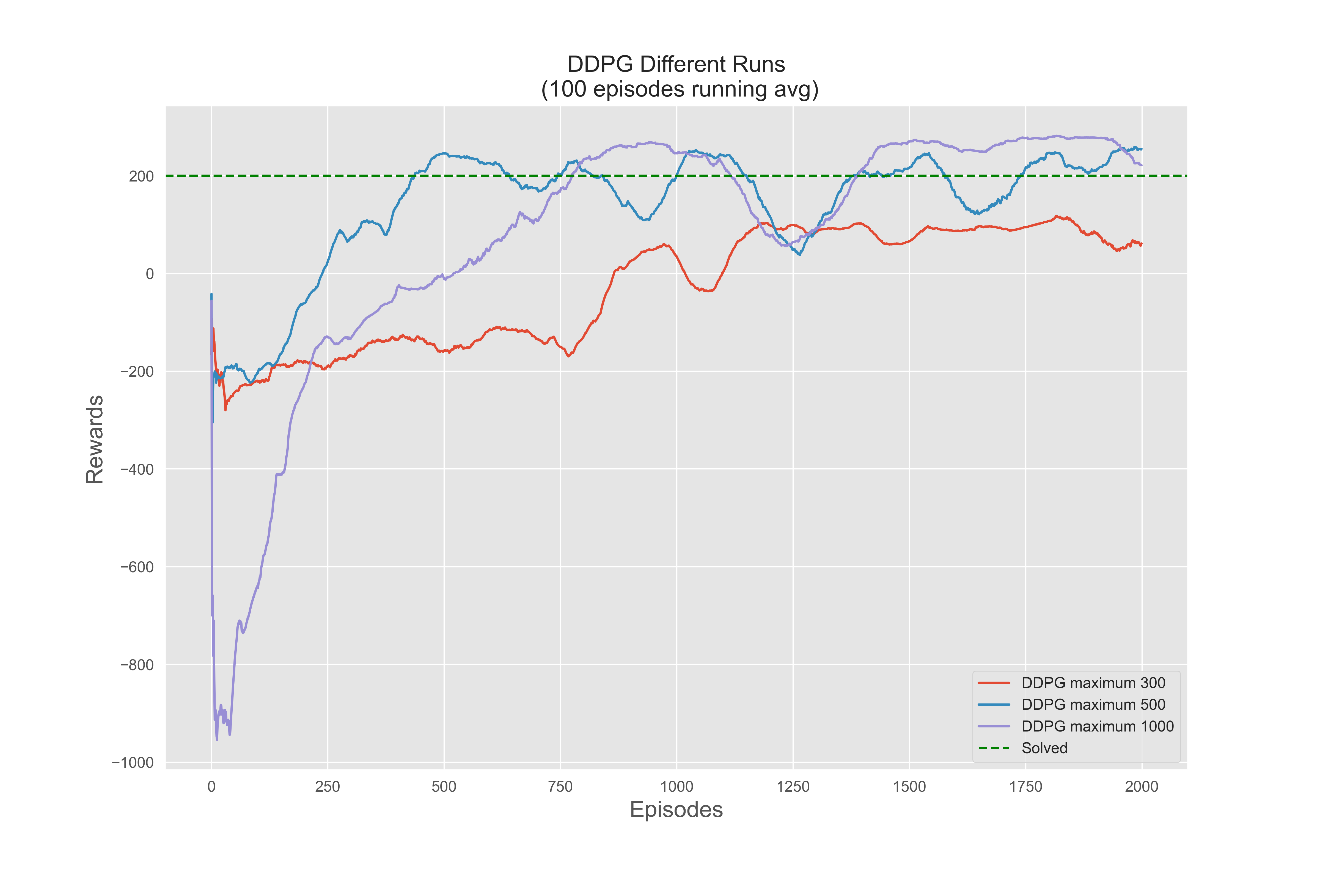 DDPG Different Runs
(100 episodes running avg)
Rewards
200
0
−200
−400
−600
−800
−1000
0 250 500 750 1000 1250 1500 1750 2000
Episodes
DDPG maximum 300
DDPG maximum 500
DDPG maximum 1000
Solved